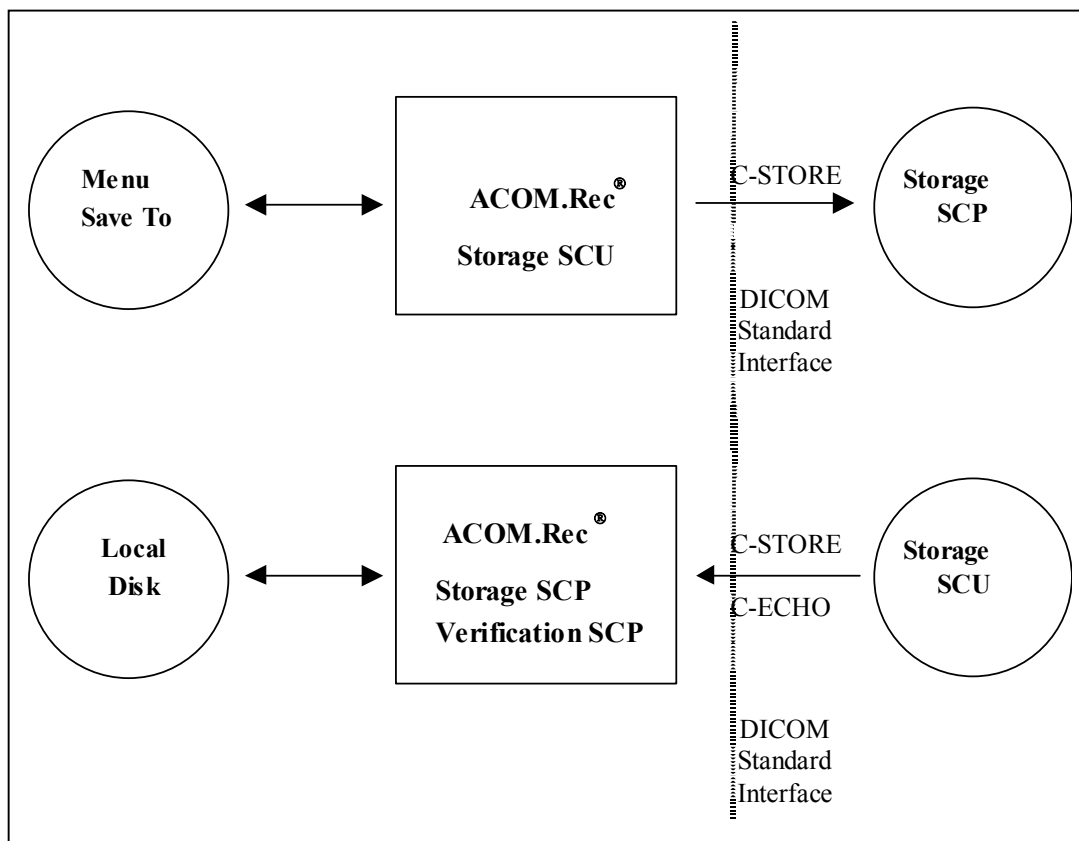 Menu
Save To
ACOM.Rec®
Storage SCU
C-STORE
Storage
SCP
DICOM
Standard
Interface
Local
Disk
ACOM.Rec®
Storage SCP
Verification SCP
C-STORE
C-ECHO
Storage
SCU
DICOM
Standard
Interface